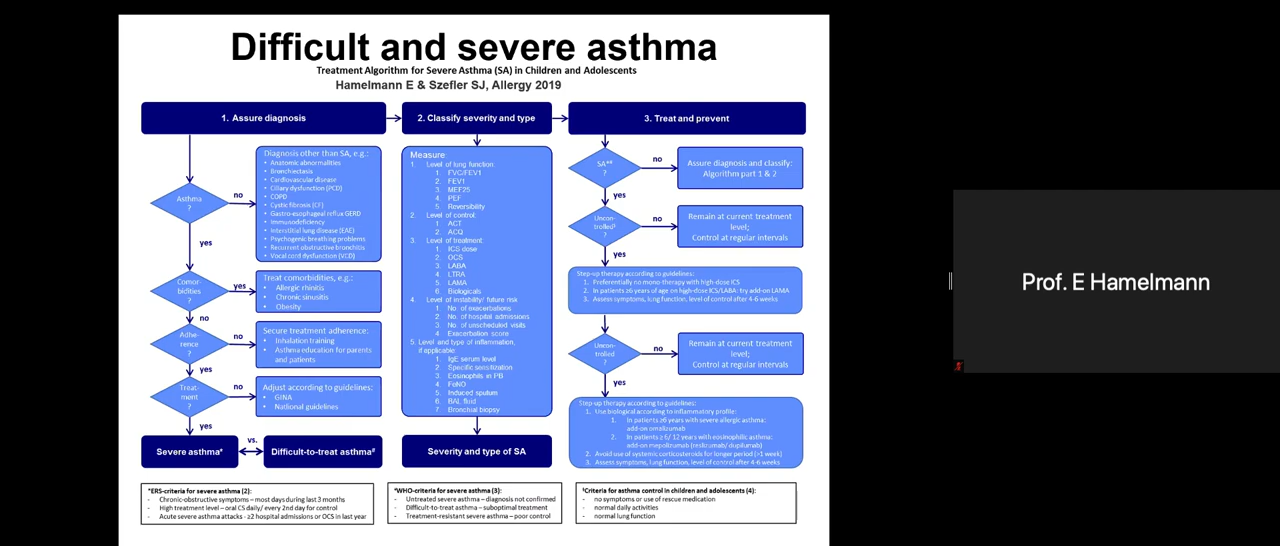 Difficult and severe asthma
Treatment Algorithm for Severe Asthma (SA) in Children and Adolescents
Hamelmann E & Szefler SJ, Allergy 2019
1. Assure diagnosis
Asthma
?
no
yes
Diagnosis other than SA, e.g.:
• Anatomic abnormalities
• Bronchiectasis
• Cardiovascular disease
• Ciliary dysfunction (PCD)
• COPD
• Cystic fibrosis (CF)
• Gastro-esophageal reflux GERD
• Immunodeficiency
• Interstitial lung disease (EAE)
• Psychogenic breathing problems
• Recurrent obstructive bronchitis
• Vocal cord dysfunction (VCD)
Comor-
bidities
?
yes
no
Treat comorbidities, e.g.:
• Allergic rhinitis
• Chronic sinusitis
• Obesity
Adhe-
rence
?
no
yes
Secure treatment adherence:
• Inhalation training
• Asthma education for parents
and patients
Treat-
ment
?
no
yes
Adjust according to guidelines:
• GINA
• National guidelines
Severe asthma*
vs.
Difficult-to-treat asthma#
2. Classify severity and type
Measure:
1. Level of lung function:
1. FVC/FEV1
2. FEV1
3. MEF25
4. PEF
5. Reversibility
2. Level of control:
1. ACT
2. ACQ
3. Level of treatment:
1. ICS dose
2. OCS
3. LABA
4. LTRA
5. LAMA
6. Biologicals
4. Level of instability/ future risk
1. No. of exacerbations
2. No. of hospital admissions
3. No. of unscheduled visits
4. Exacerbation score
5. Level and type of inflammation,
if applicable:
1. IgE serum level
2. Specific sensitization
3. Eosinophils in PB
4. FeNO
5. Induced sputum
6. BAL fluid
7. Bronchial biopsy
Severity and type of SA
3. Treat and prevent
SA*#
?
no
yes
Assure diagnosis and classify:
Algorithm part 1 & 2
Uncon-
trolled‡
?
no
yes
Remain at current treatment
level;
Control at regular intervals
Step-up therapy according to guidelines:
1. Preferentially no mono-therapy with high-dose ICS
2. In patients ≥6 years of age on high-dose ICS/LABA: try add-on LAMA
3. Assess symptoms, lung function, level of control after 4-6 weeks
Uncon-
trolled
?
no
yes
Remain at current treatment
level;
Control at regular intervals
Step-up therapy according to guidelines:
1. Use biological according to inflammatory profile:
1. In patients ≥6 years with severe allergic asthma:
add-on omalizumab
2. In patients ≥ 6/ 12 years with eosinophilic asthma:
add-on mepolizumab (reslizumab/ dupilumab)
2. Avoid use of systemic corticosteroids for longer period (>1 week)
3. Assess symptoms, lung function, level of control after 4-6 weeks
*ERS-criteria for severe asthma (2):
- Chronic-obstructive symptoms – most days during last 3 months
- High treatment level – oral CS daily/ every 2nd day for control
- Acute severe asthma attacks - ≥2 hospital admissions or OCS in last year
#WHO-criteria for severe asthma (3):
- Untreated severe asthma – diagnosis not confirmed
- Difficult-to-treat asthma – suboptimal treatment
- Treatment-resistant severe asthma – poor control
‡Criteria for asthma control in children and adolescents (4):
- no symptoms or use of rescue medication
- normal daily activities
- normal lung function
Prof. E Hamelmann